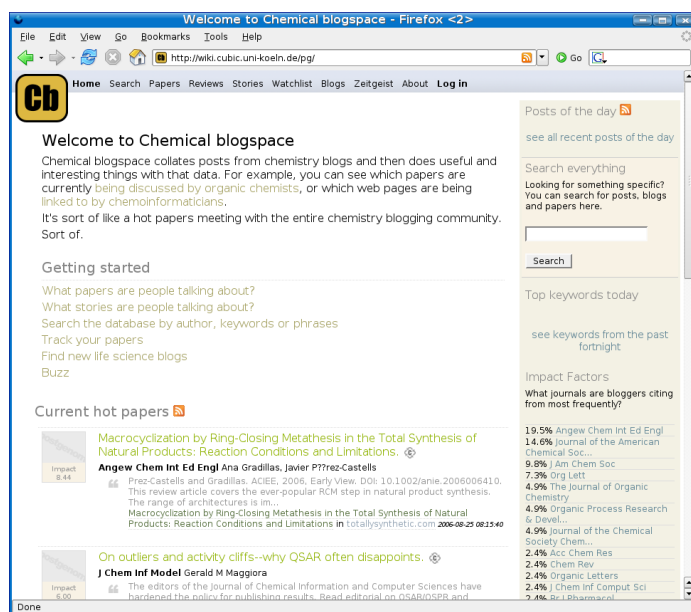 Welcome to Chemical blogspace - Firefox <2>
File Edit View Go Bookmarks Tools Help
http://wiki.cubic.uni-koeln.de/pg/
Go
G
Cb
Home Search Papers Reviews Stories Watchlist Blogs Zeitgeist About Log in
Welcome to Chemical blogspace
Chemical blogspace collates posts from chemistry blogs and then does useful and
interesting things with that data. For example, you can see which papers are
currently being discussed by organic chemists, or which web pages are being
linked to by chemoinformaticians.
It's sort of like a hot papers meeting with the entire chemistry blogging community.
Sort of.
Getting started
What papers are people talking about?
What stories are people talking about?
Search the database by author, keywords or phrases
Track your papers
Find new life science blogs
Buzz
Current hot papers
Impact
8.44
Macrocyclization by Ring-Closing Metathesis in the Total Synthesis of
Natural Products: Reaction Conditions and Limitations.
Angew Chem Int Ed Engl Ana Gradillas, Javier P??rez-Castells
Prez-Castells and Gradillas. ACIEE, 2006, Early View. DOI: 10.1002/anie.2006006410.
This review article covers the ever-popular RCM step in natural product synthesis.
The range of architectures is im...
Macrocyclization by Ring-Closing Metathesis in the Total Synthesis of Natural
Products: Reaction Conditions and Limitations in totallysynthetic.com 2006-08-25 08:15:40
Impact
6.00
On outliers and activity cliffs--why QSAR often disappoints.
J Chem Inf Model Gerald M Maggiora
The editors of the Journal of Chemical Information and Computer Sciences have
hardened the policy for publishing results. Read editorial on QSAR/QSPR and
Posts of the day
see all recent posts of the day
Search everything
Looking for something specific?
You can search for posts, blogs
and papers here.
Search
Top keywords today
see keywords from the past
fortnight
Impact Factors
What journals are bloggers citing
from most frequently?
19.5% Angew Chem Int Ed Engl
14.6% Journal of the American
Chemical Soc...
9.8% J Am Chem Soc
7.3% Org Lett
4.9% The Journal of Organic
Chemistry
4.9% Organic Process Research
& Devel...
4.9% Journal of the Chemical
Society Chem...
2.4% Acc Chem Res
2.4% Chem Rev
2.4% Organic Letters
2.4% J Chem Inf Comput Sci
2.4% Br J Pharmacol
Done